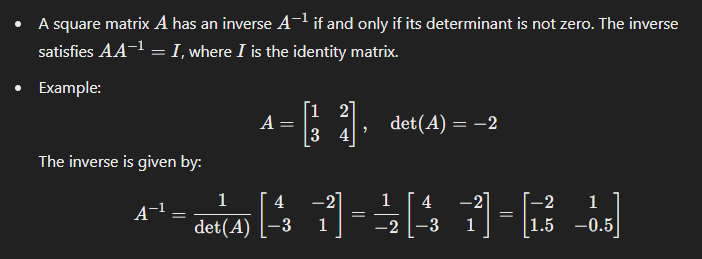 • A square matrix A has an inverse A⁻¹ if and only if its determinant is not zero. The inverse
satisfies AA⁻¹ = I, where I is the identity matrix.
• Example:
A = [1 2; 3 4], det(A) = −2
The inverse is given by:
A⁻¹ = 1/det(A) [4 −2; −3 1] = 1/−2 [4 −2; −3 1] = [−2 1; 1.5 −0.5]